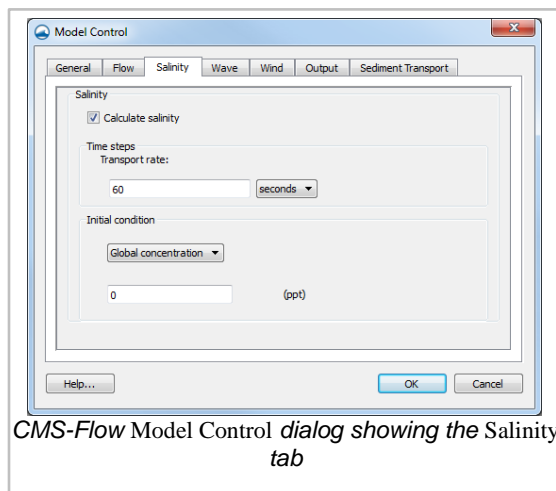 Model Control
General Flow Salinity Wave Wind Output Sediment Transport
Salinity
Calculate salinity
Time steps
Transport rate:
60 seconds
Initial condition
Global concentration
0 (ppt)
Help... OK Cancel
CMS-Flow Model Control dialog showing the Salinity
tab